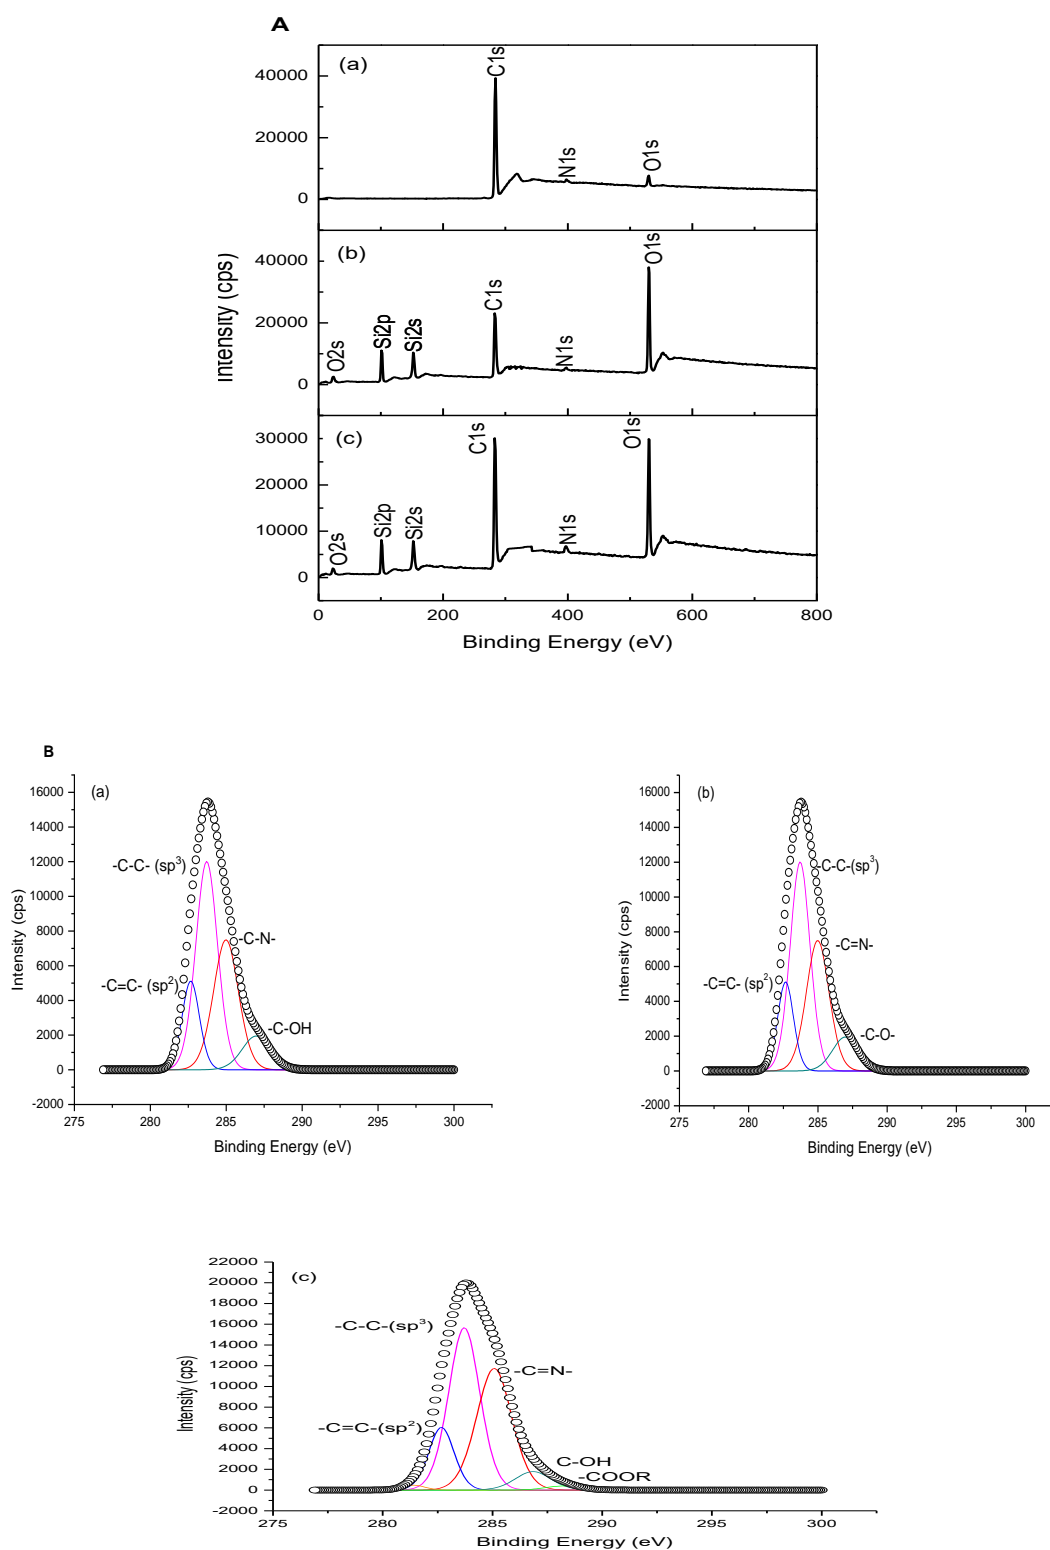 A
(a)
C1s
N1s
O1s
40000
20000
0
(b)
O2s
Si2p
Si2s
C1s
N1s
O1s
40000
20000
0
Intensity (cps)
(c)
O2s
Si2p
Si2s
C1s
N1s
O1s
30000
20000
10000
0
0 200 400 600 800
Binding Energy (eV)
B
(a)
16000
14000
12000
10000
8000
6000
4000
2000
0
-2000
Intensity (cps)
-C-C- (sp³)
-C-N-
-C=C- (sp²)
-C-OH
275 280 285 290 295 300
Binding Energy (eV)
(b)
16000
14000
12000
10000
8000
6000
4000
2000
0
-2000
Intensity (cps)
-C-C-(sp³)
-C=N-
-C=C- (sp²)
-C-O-
275 280 285 290 295 300
Binding Energy (eV)
(c)
22000
20000
18000
16000
14000
12000
10000
8000
6000
4000
2000
0
-2000
Intensity (cps)
-C-C-(sp³)
-C=N-
-C=C-(sp²)
C-OH
-COOR
275 280 285 290 295 300
Binding Energy (eV)